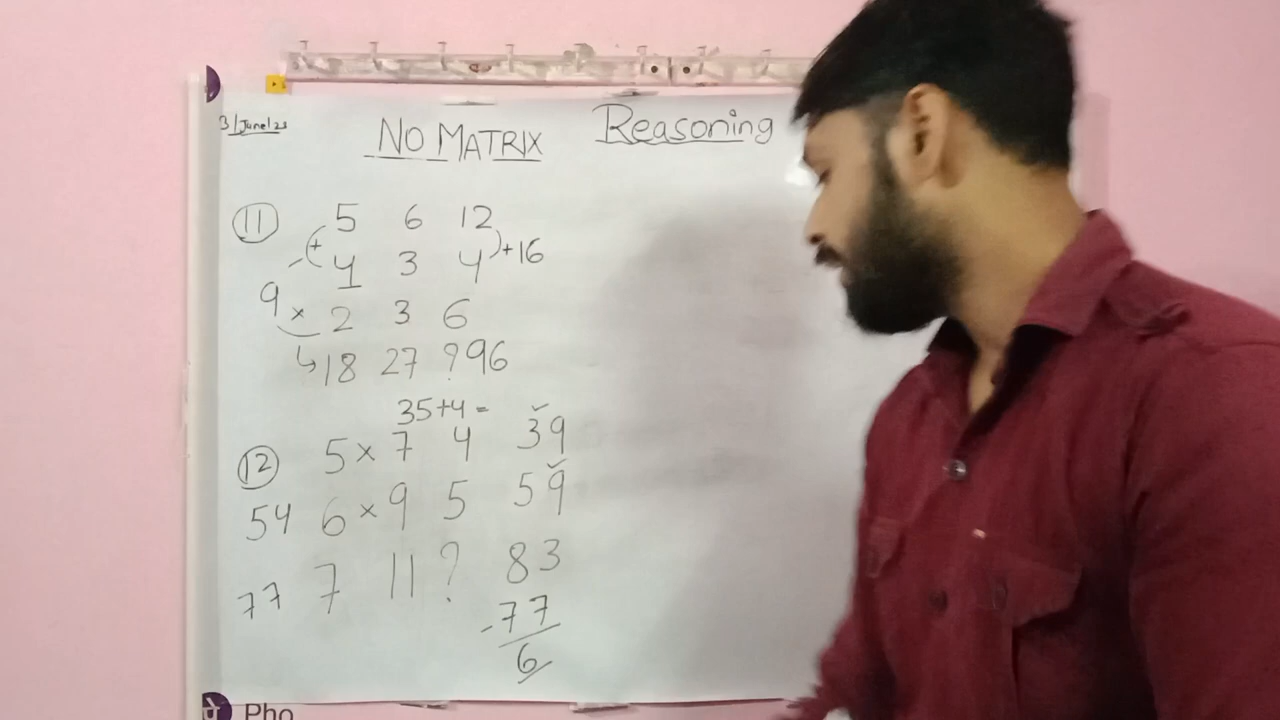 3/June/23
NO MATRIX
Reasoning
11
5 6 12
+
4 3 4 +16
9 × 2 3 6
18 27 ? 96
35+4=
12
5 × 7 4 39
54 6 × 9 5 59
77 7 11 ? 83
-77
6
Pho